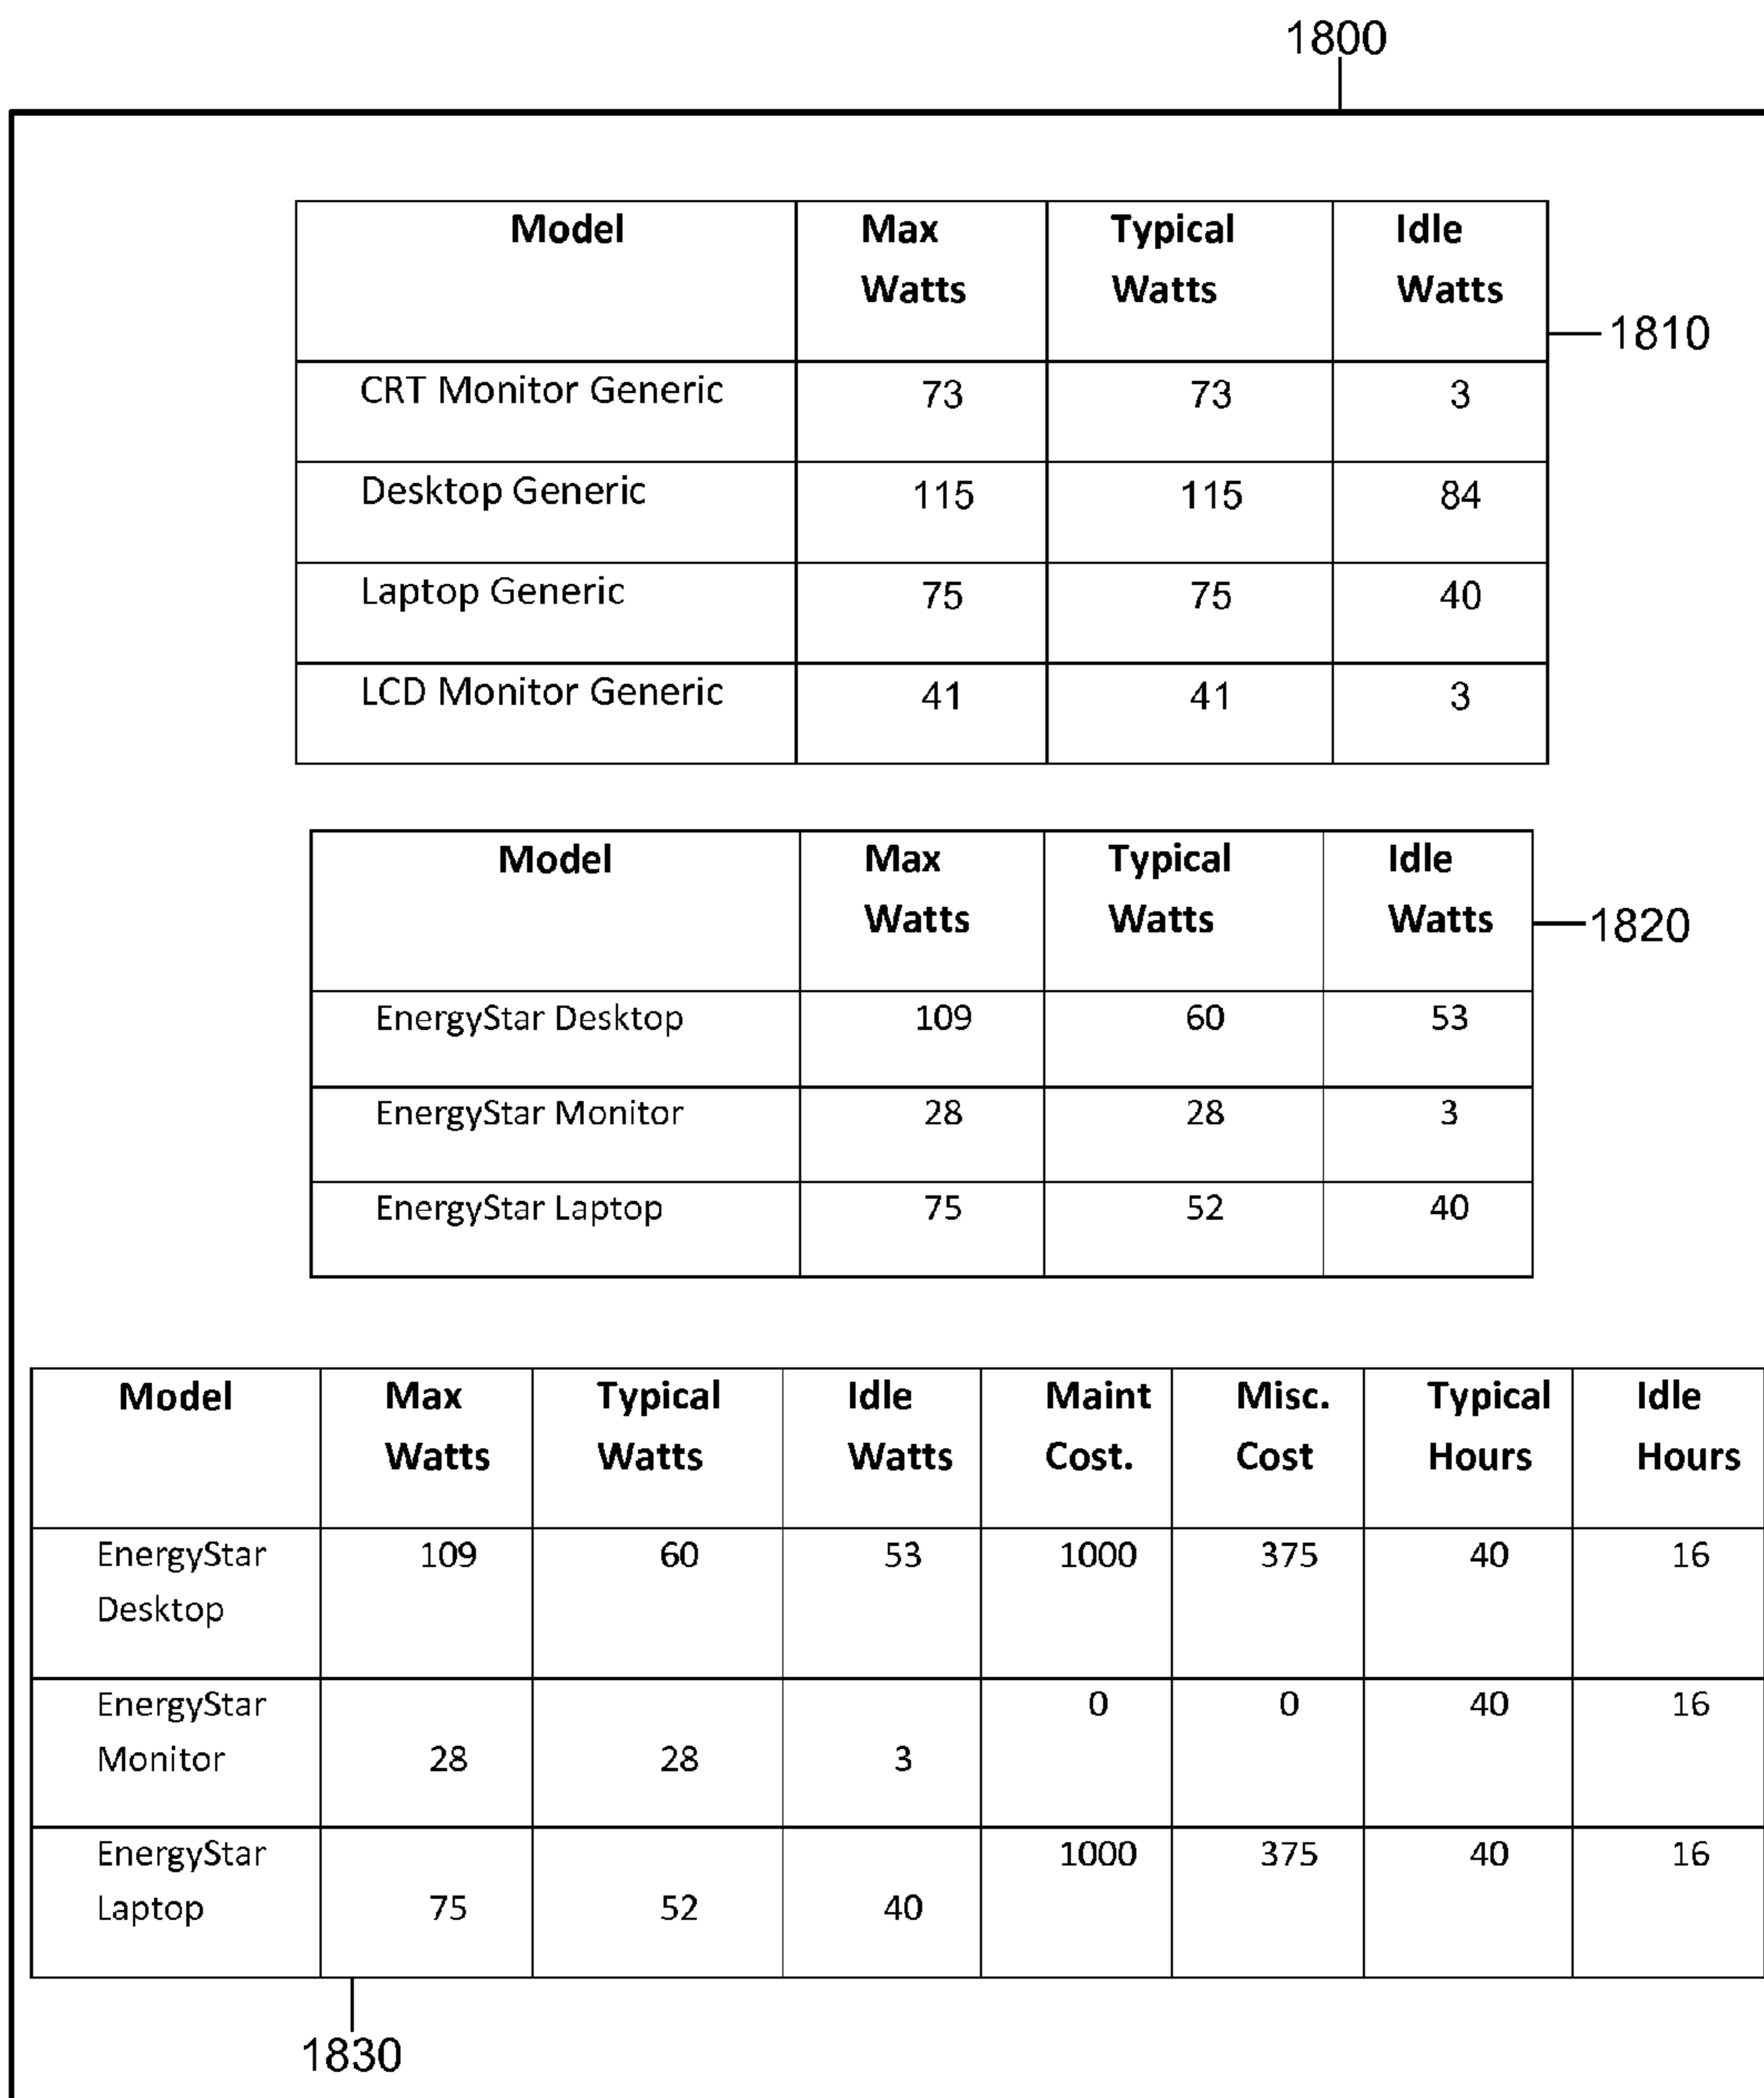 1800
Model Max Watts Typical Watts Idle Watts
1810
CRT Monitor Generic 73 73 3
Desktop Generic 115 115 84
Laptop Generic 75 75 40
LCD Monitor Generic 41 41 3
Model Max Watts Typical Watts Idle Watts
1820
EnergyStar Desktop 109 60 53
EnergyStar Monitor 28 28 3
EnergyStar Laptop 75 52 40
Model Max Watts Typical Watts Idle Watts Maint Cost. Misc. Cost Typical Hours Idle Hours
EnergyStar Desktop 109 60 53 1000 375 40 16
EnergyStar Monitor 28 28 3 0 0 40 16
EnergyStar Laptop 75 52 40 1000 375 40 16
1830